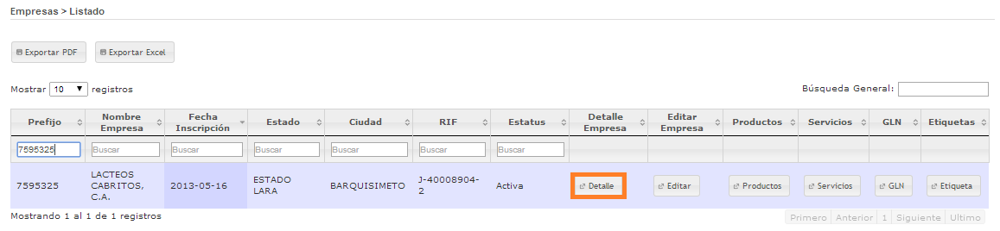 Empresas > Listado
Exportar PDF Exportar Excel
Mostrar 10 registros Búsqueda General:
Prefijo Nombre Empresa Fecha Inscripción Estado Ciudad RIF Estatus Detalle Empresa Editar Empresa Productos Servicios GLN Etiquetas
7595325 Buscar Buscar Buscar Buscar Buscar Buscar
7595325 LACTEOS CABRITOS, C.A. 2013-05-16 ESTADO LARA BARQUISIMETO J-40008904-2 Activa Detalle Editar Productos Servicios GLN Etiqueta
Mostrando 1 al 1 de 1 registros Primero Anterior 1 Siguiente Ultimo